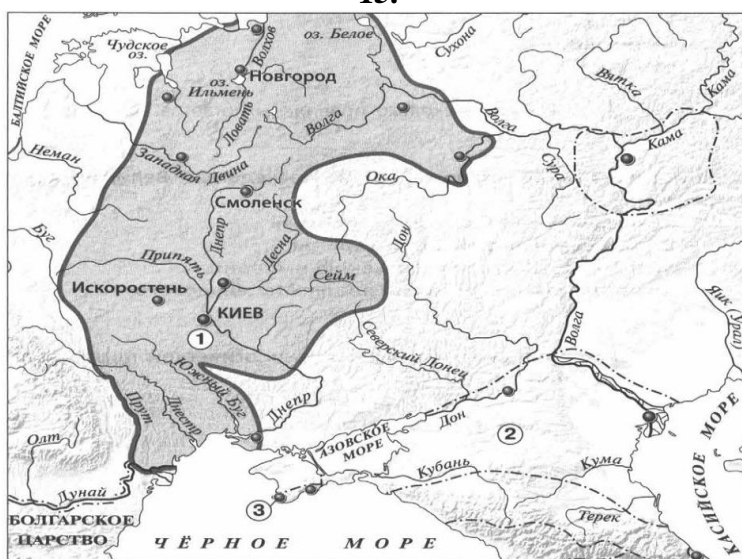 15.
оз. Белое
Сухона
Чудское
оз.
Волхов
Новгород
оз.
Ильмень
Ловать
Волга
Волга
Вятка
Кама
БАЛТИЙСКОЕ МОРЕ
Неман
Западная Двина
Кама
Сура
Ока
Смоленск
Днепр
Десна
Дон
Буг
Припять
Сейм
Искоростень
КИЕВ
1
Волга
Яик
(Урал)
Северский Донец
Южный Буг
Днепр
Прут
Днестр
Дон
2
АЗОВСКОЕ
МОРЕ
Олт
Кубань
Кума
Дунай
3
Терек
БОЛГАРСКОЕ
ЦАРСТВО
ЧЁРНОЕ МОРЕ
КАСПИЙСКОЕ МОРЕ